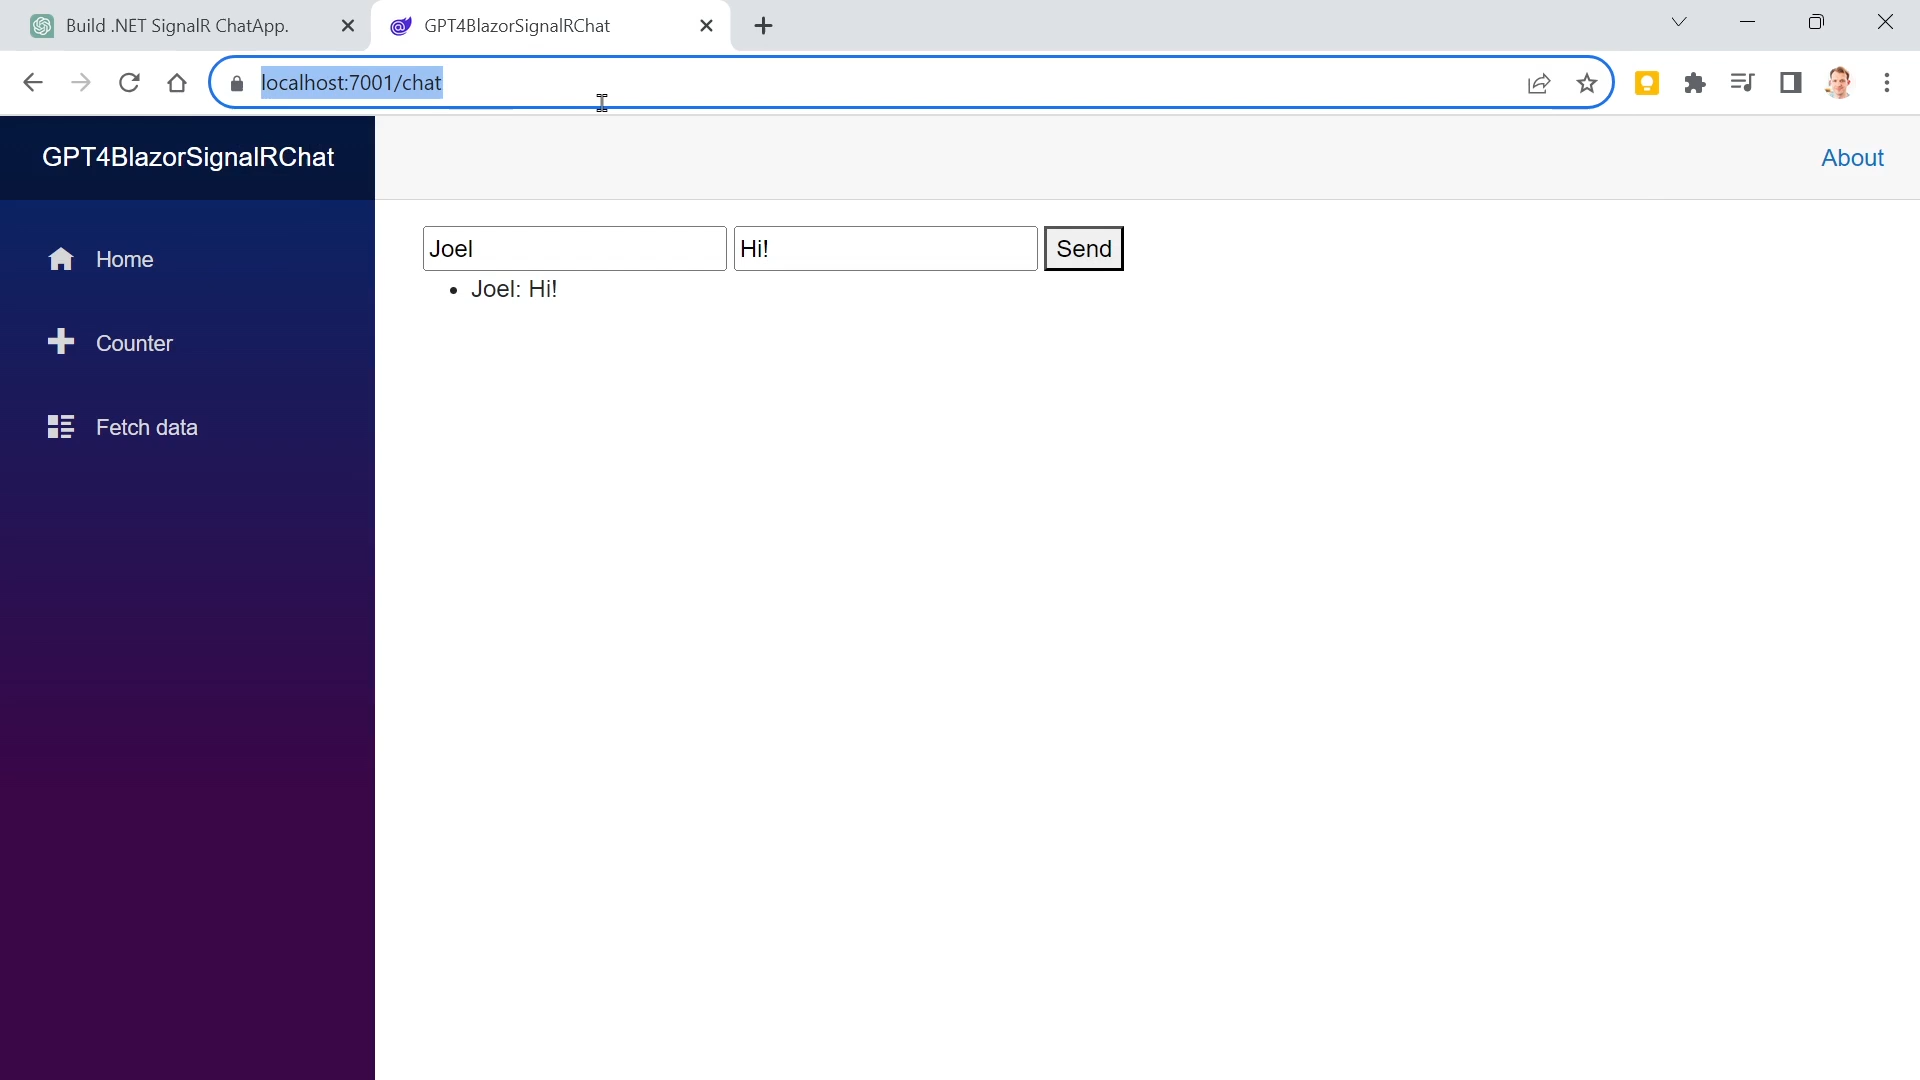 Build .NET SignalR ChatApp.
GPT4BlazorSignalRChat
localhost:7001/chat
GPT4BlazorSignalRChat
About
Home
Counter
Fetch data
Joel
Hi!
Send
Joel: Hi!